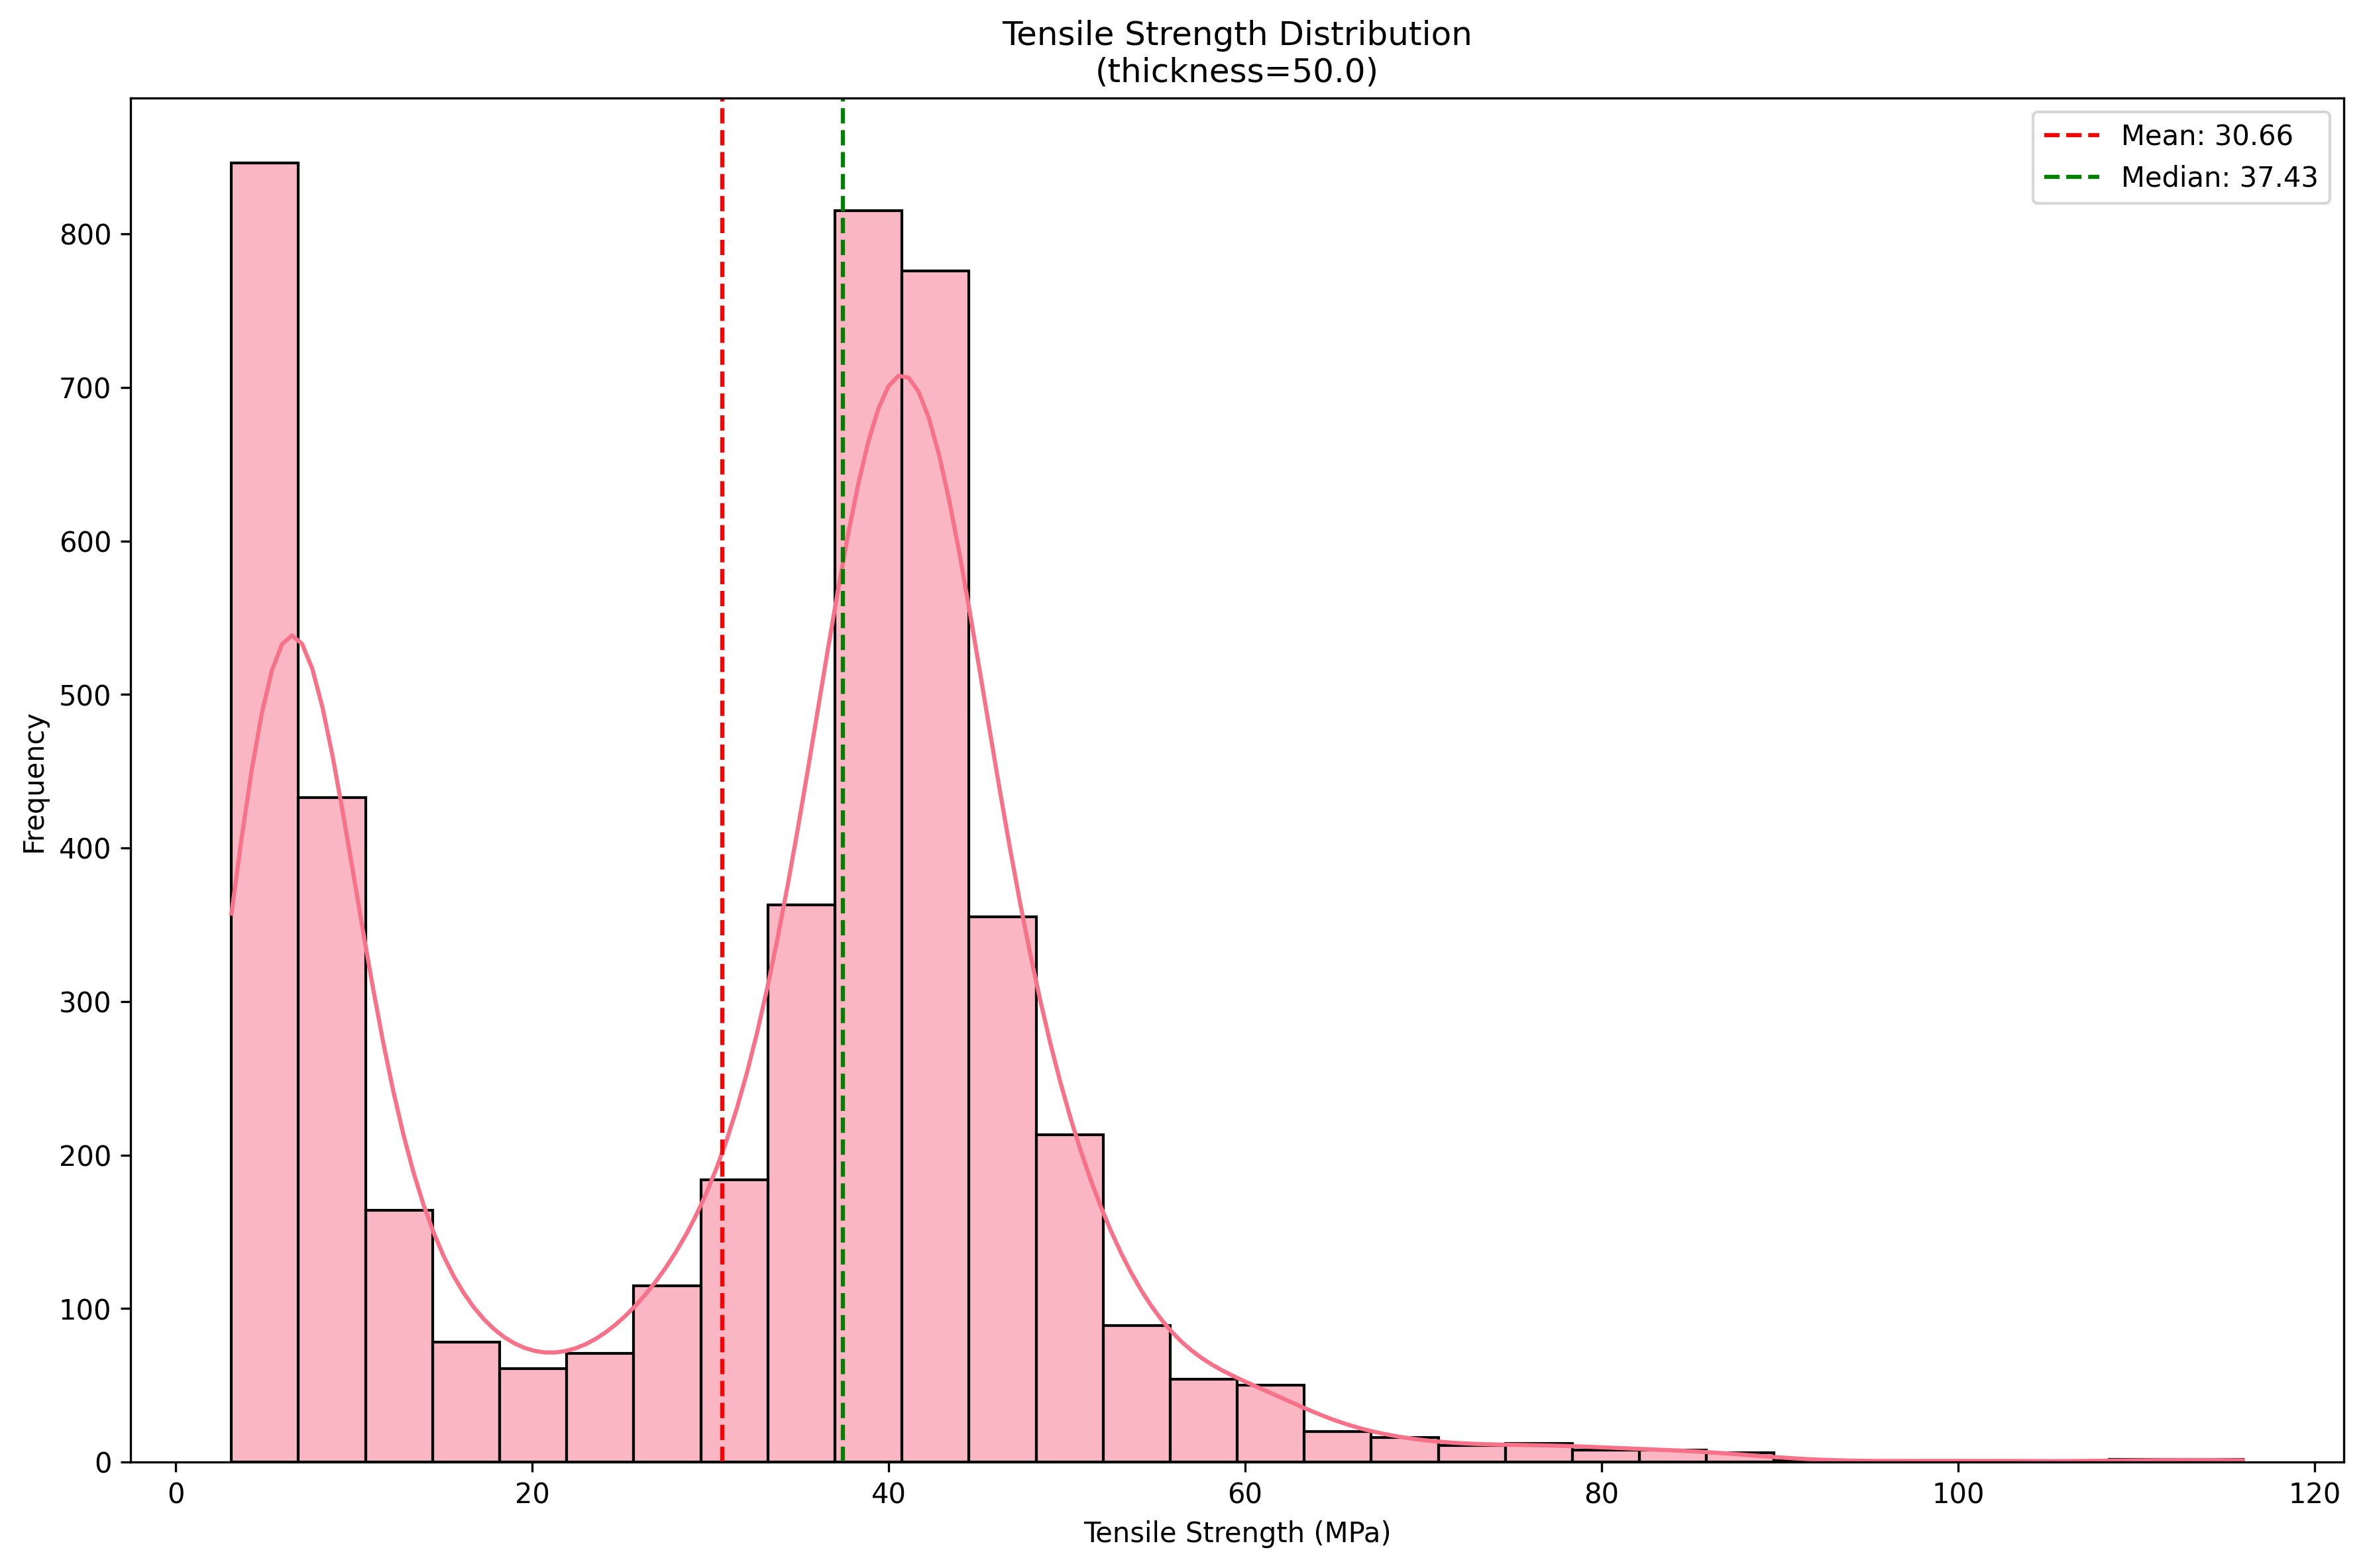 Tensile Strength Distribution
(thickness=50.0)
Mean: 30.66
Median: 37.43
Frequency
800
700
600
500
400
300
200
100
0
0 20 40 60 80 100 120
Tensile Strength (MPa)